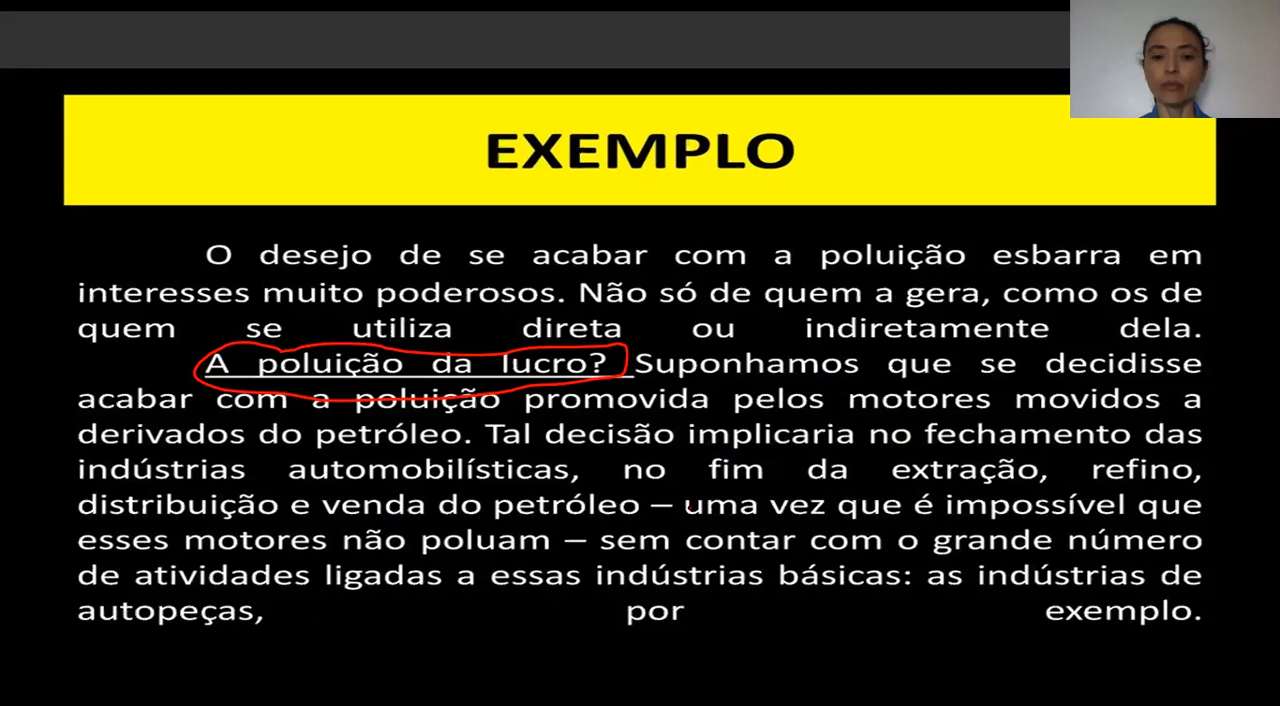 EXEMPLO
O desejo de se acabar com a poluição esbarra em
interesses muito poderosos. Não só de quem a gera, como os de
quem se utiliza direta ou indiretamente dela.
A poluição da lucro? Suponhamos que se decidisse
acabar com a poluição promovida pelos motores movidos a
derivados do petróleo. Tal decisão implicaria no fechamento das
indústrias automobilísticas, no fim da extração, refino,
distribuição e venda do petróleo – uma vez que é impossível que
esses motores não poluam – sem contar com o grande número
de atividades ligadas a essas indústrias básicas: as indústrias de
autopeças, por exemplo.